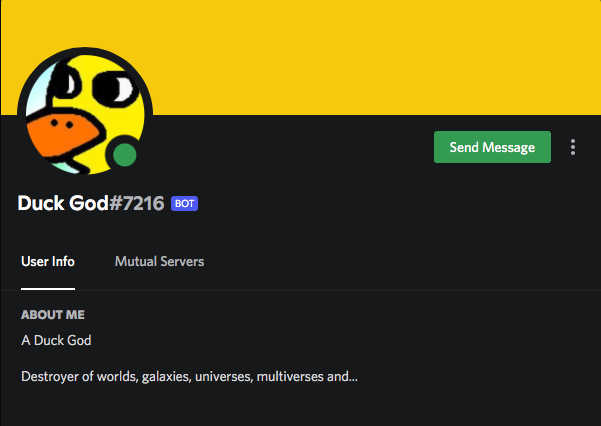 Send Message
Duck God#7216 BOT
User Info Mutual Servers
ABOUT ME
A Duck God
Destroyer of worlds, galaxies, universes, multiverses and...